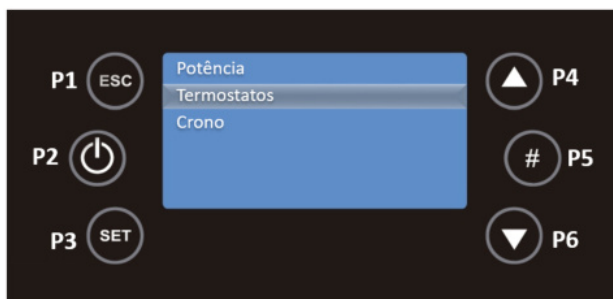 P1 ESC
Potência
Termostatos
Crono
P4
P2
# P5
P3 SET
P6